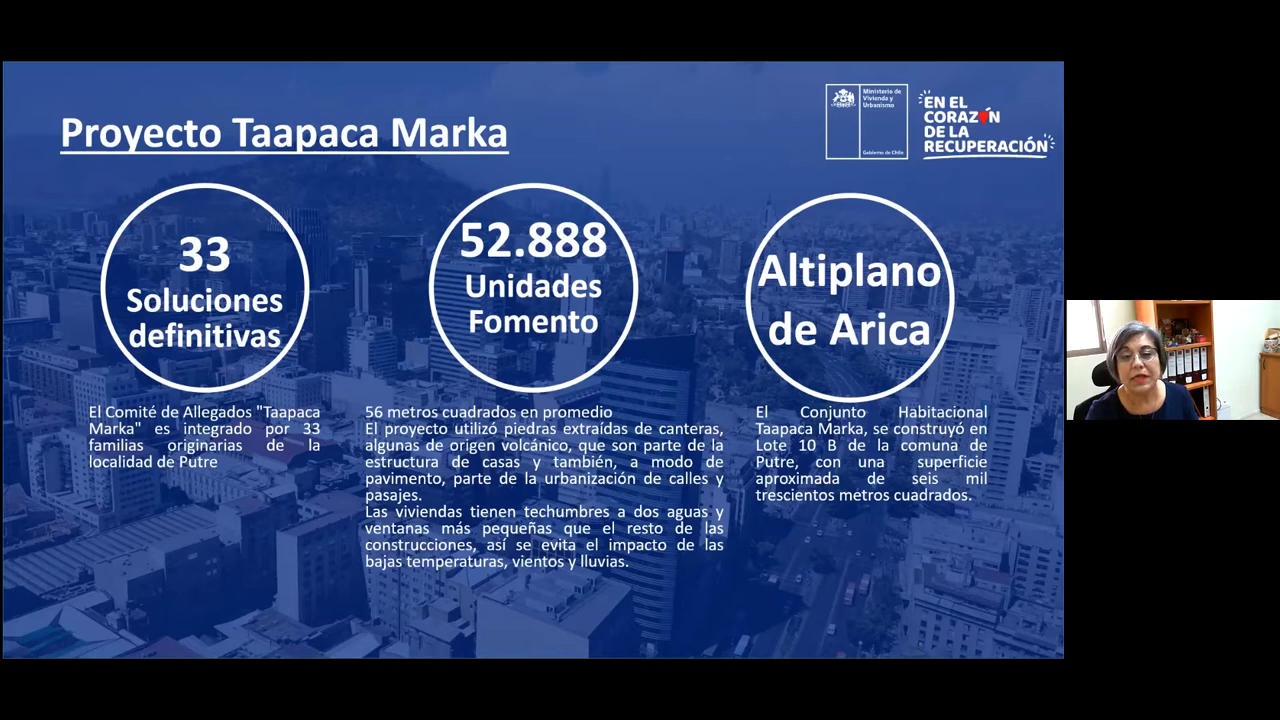 Proyecto Taapaca Marka
Ministerio de
Vivienda y
Urbanismo
Gobierno de Chile
EN EL
CORAZÓN
DE LA
RECUPERACIÓN
33
Soluciones
definitivas
El Comité de Allegados "Taapaca
Marka" es integrado por 33
familias originarias de la
localidad de Putre
52.888
Unidades
Fomento
56 metros cuadrados en promedio
El proyecto utilizó piedras extraídas de canteras,
algunas de origen volcánico, que son parte de la
estructura de casas y también, a modo de
pavimento, parte de la urbanización de calles y
pasajes.
Las viviendas tienen techumbres a dos aguas y
ventanas más pequeñas que el resto de las
construcciones, así se evita el impacto de las
bajas temperaturas, vientos y lluvias.
Altiplano
de Arica
El Conjunto Habitacional
Taapaca Marka, se construyó en
Lote 10 B de la comuna de
Putre, con una superficie
aproximada de seis mil
trescientos metros cuadrados.